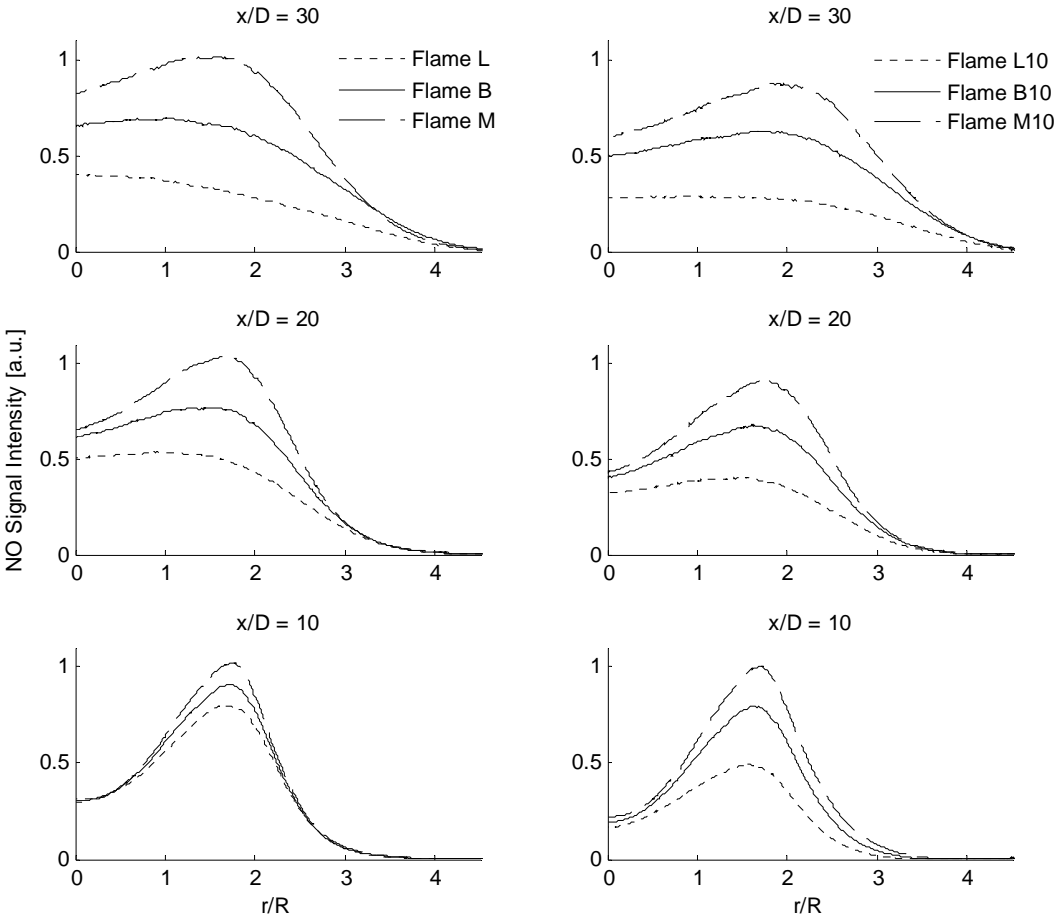 x/D = 30
1
0.5
0
0 1 2 3 4
Flame L
Flame B
Flame M
x/D = 30
1
0.5
0
0 1 2 3 4
Flame L10
Flame B10
Flame M10
NO Signal Intensity [a.u.]
x/D = 20
1
0.5
0
0 1 2 3 4
x/D = 20
1
0.5
0
0 1 2 3 4
x/D = 10
1
0.5
0
0 1 2 3 4
r/R
x/D = 10
1
0.5
0
0 1 2 3 4
r/R